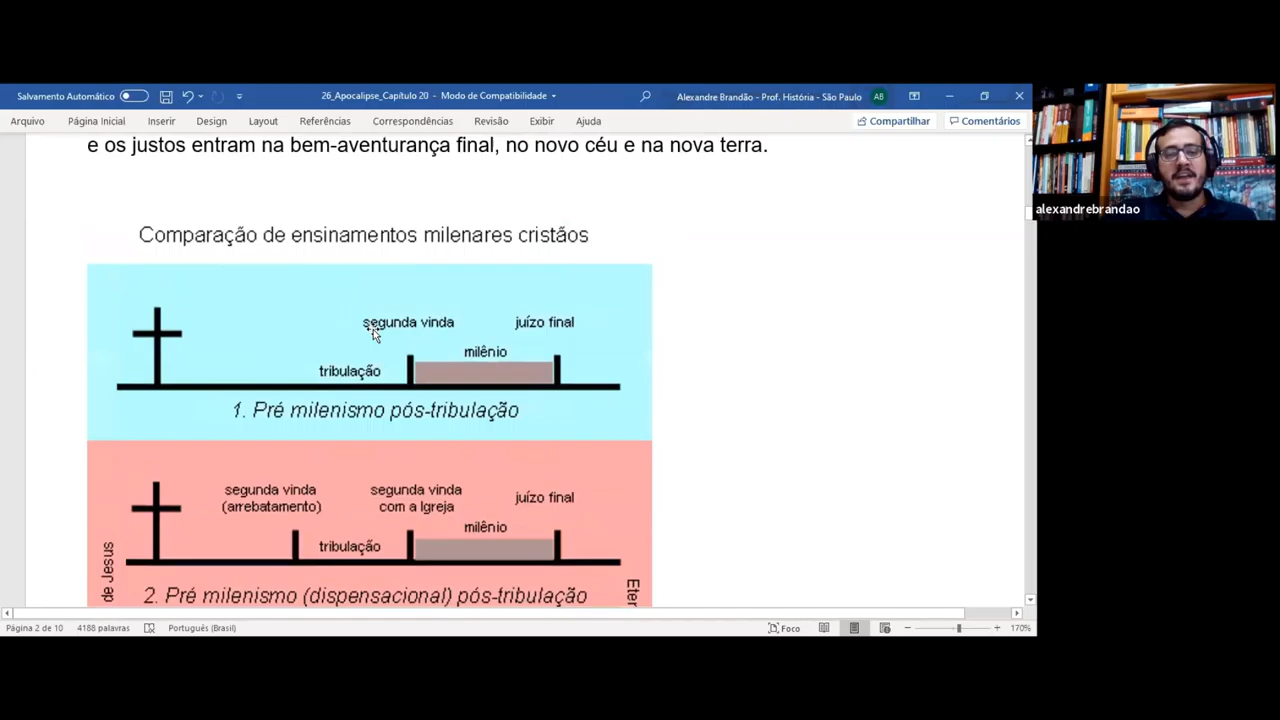 Salvamento Automático
26_Apocalipse_Capítulo 20 - Modo de Compatibilidade
Alexandre Brandão - Prof. História - São Paulo
AB
Arquivo Página Inicial Inserir Design Layout Referências Correspondências Revisão Exibir Ajuda Compartilhar Comentários
e os justos entram na bem-aventurança final, no novo céu e na nova terra.
Comparação de ensinamentos milenares cristãos
segunda vinda juízo final
milênio
tribulação
1. Pré milenismo pós-tribulação
segunda vinda (arrebatamento)
segunda vinda com a Igreja
juízo final
milênio
tribulação
de Jesus
Eter
2. Pré milenismo (dispensacional) pós-tribulação
Página 2 de 10 4188 palavras Português (Brasil) Foco 170%
alexandrebrandao